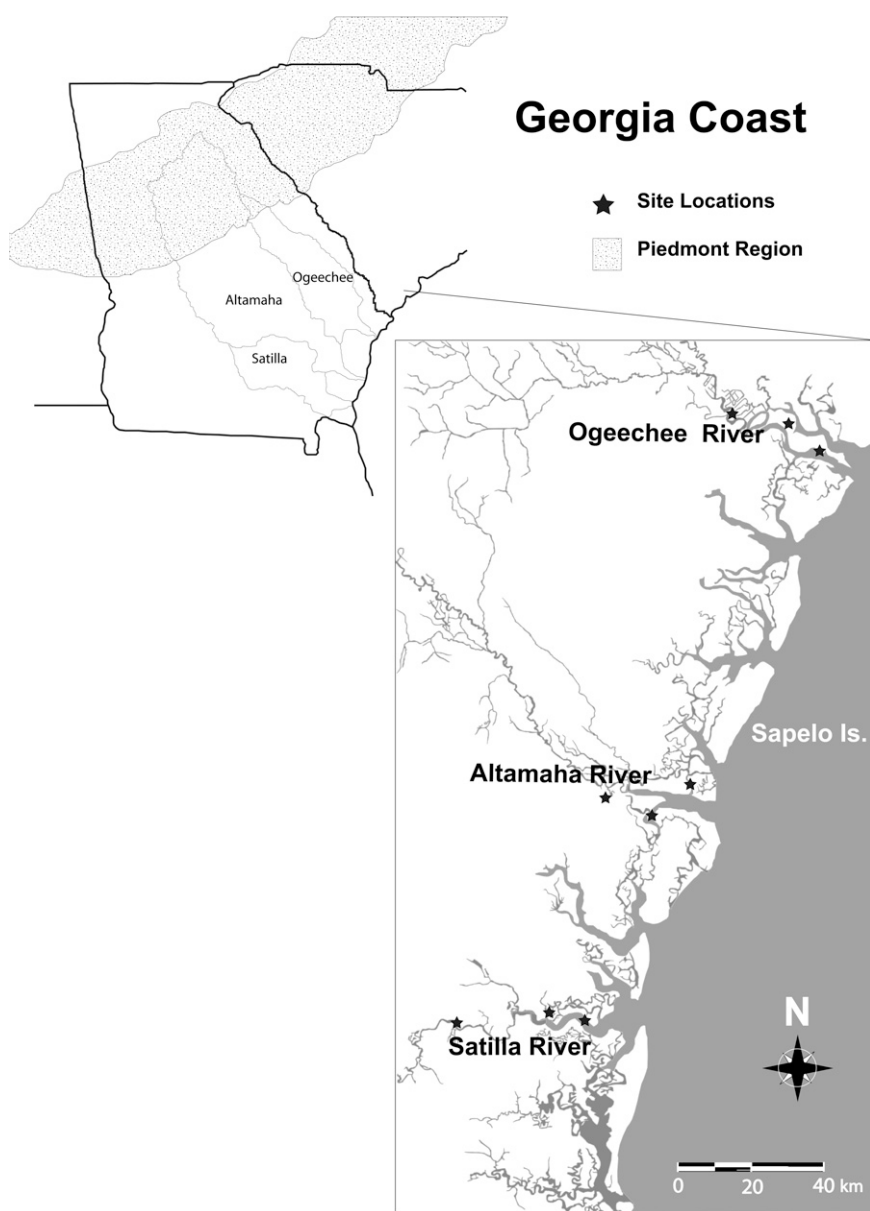 Georgia Coast
Site Locations
Piedmont Region
Ogeechee
Altamaha
Satilla
Ogeechee River
Sapelo Is.
Altamaha River
Satilla River
N
0 20 40 km